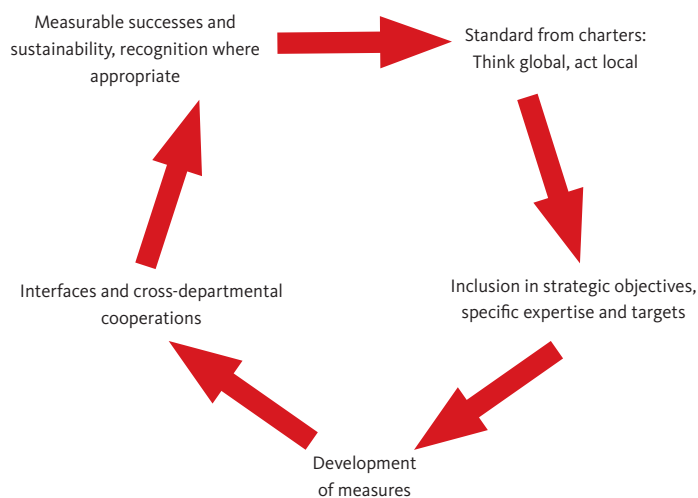 Measurable successes and
sustainability, recognition where
appropriate
Standard from charters:
Think global, act local
Inclusion in strategic objectives,
specific expertise and targets
Development
of measures
Interfaces and cross-departmental
cooperations